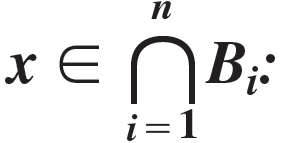 x ∈ ⋂_{i=1}^{n} B_i: